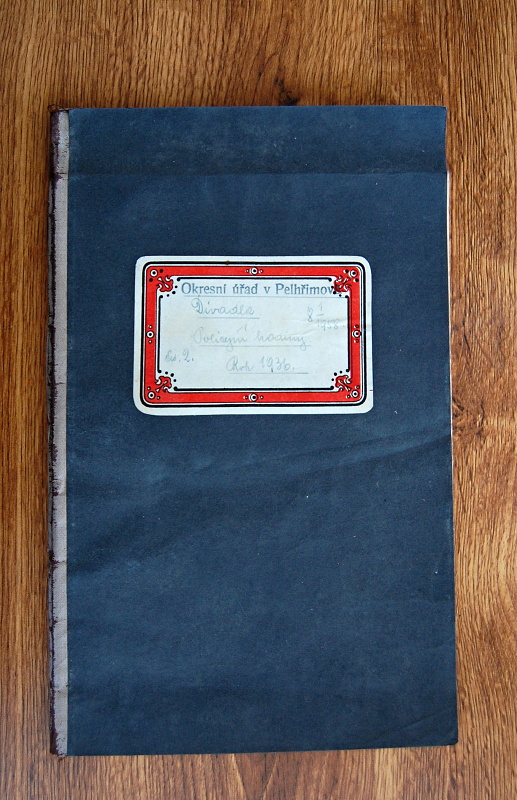 Okresní úřad v Pelhřimově
Divadla
Policejní hodiny
Rok 1936.